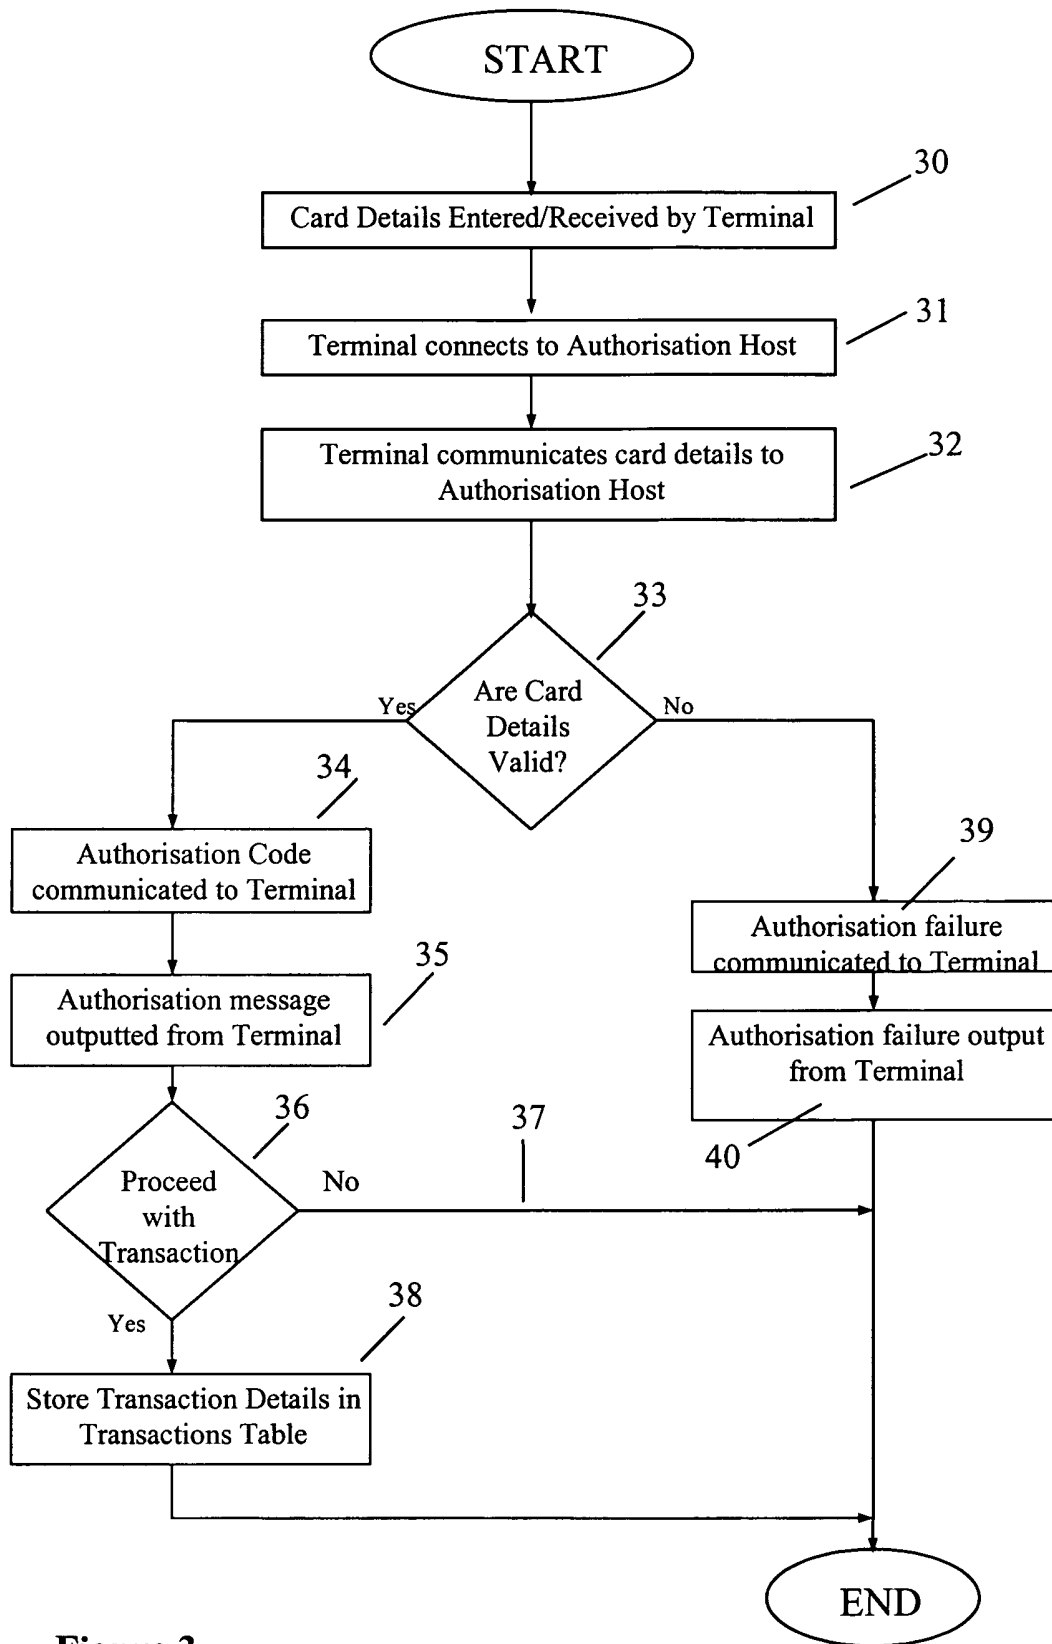 START
30
Card Details Entered/Received by Terminal
31
Terminal connects to Authorisation Host
32
Terminal communicates card details to
Authorisation Host
33
Are Card
Details
Valid?
Yes
No
34
Authorisation Code
communicated to Terminal
39
Authorisation failure
communicated to Terminal
35
Authorisation message
outputted from Terminal
Authorisation failure output
from Terminal
40
36
37
Proceed
with
Transaction
No
Yes
38
Store Transaction Details in
Transactions Table
END
Figure 3